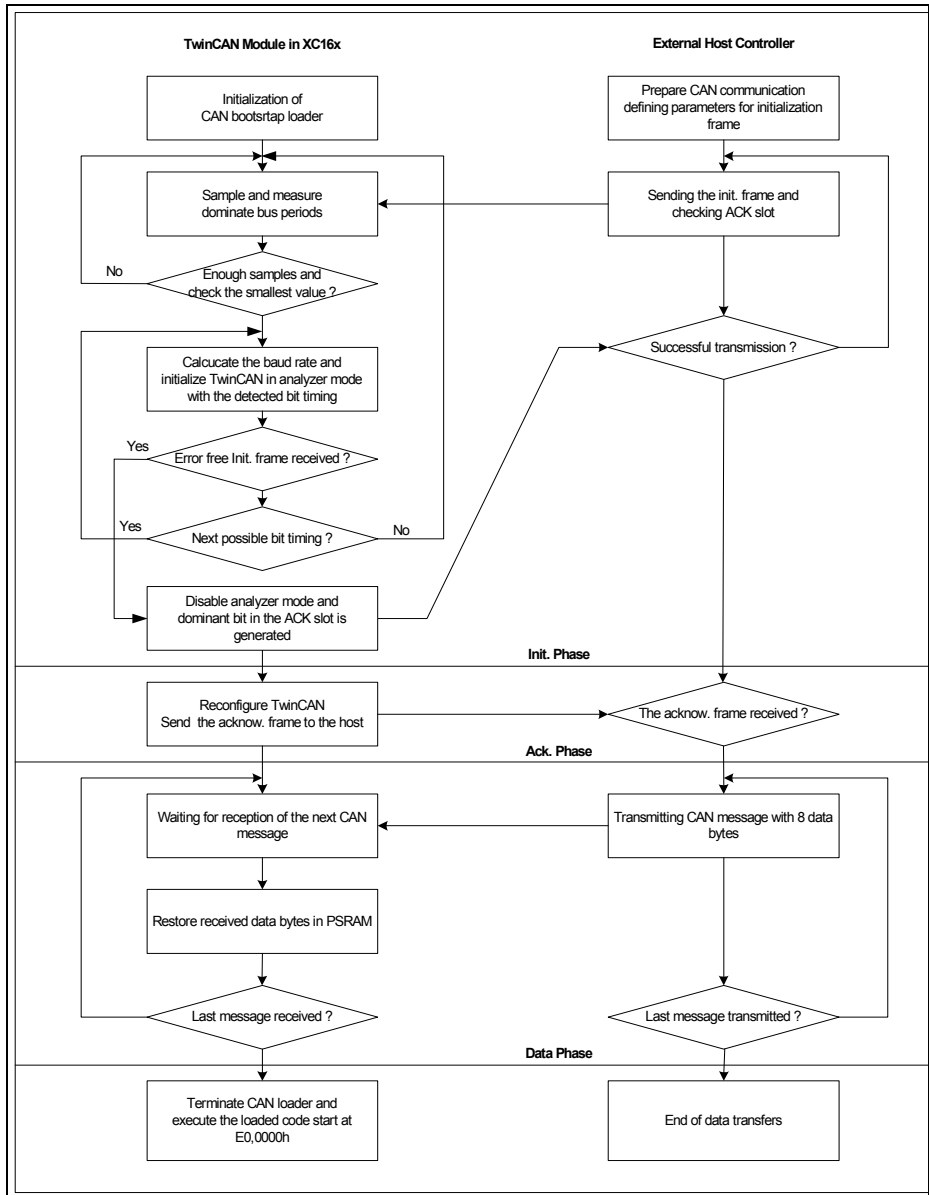 TwinCAN Module in XC16x
External Host Controller
Initialization of
CAN bootsrtap loader
Prepare CAN communication
defining parameters for initialization
frame
Sample and measure
dominate bus periods
Sending the init. frame and
checking ACK slot
No
Enough samples and
check the smallest value ?
Calcucate the baud rate and
initialize TwinCAN in analyzer mode
with the detected bit timing
Successful transmission ?
Yes
Error free Init. frame received ?
Yes
Next possible bit timing ?
No
Disable analyzer mode and
dominant bit in the ACK slot is
generated
Init. Phase
Reconfigure TwinCAN
Send the acknow. frame to the host
The acknow. frame received ?
Ack. Phase
Waiting for reception of the next CAN
message
Transmitting CAN message with 8 data
bytes
Restore received data bytes in PSRAM
Last message received ?
Last message transmitted ?
Data Phase
Terminate CAN loader and
execute the loaded code start at
E0,0000h
End of data transfers